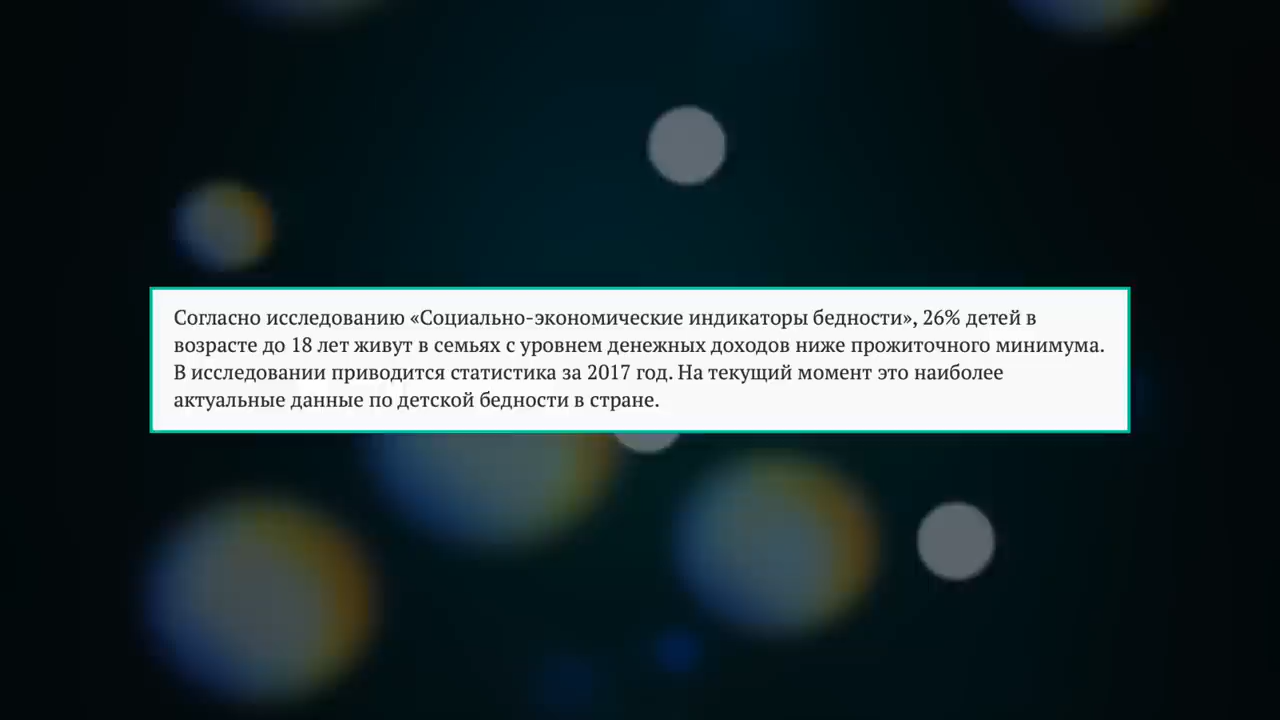 Согласно исследованию «Социально-экономические индикаторы бедности», 26% детей в
возрасте до 18 лет живут в семьях с уровнем денежных доходов ниже прожиточного минимума.
В исследовании приводится статистика за 2017 год. На текущий момент это наиболее
актуальные данные по детской бедности в стране.